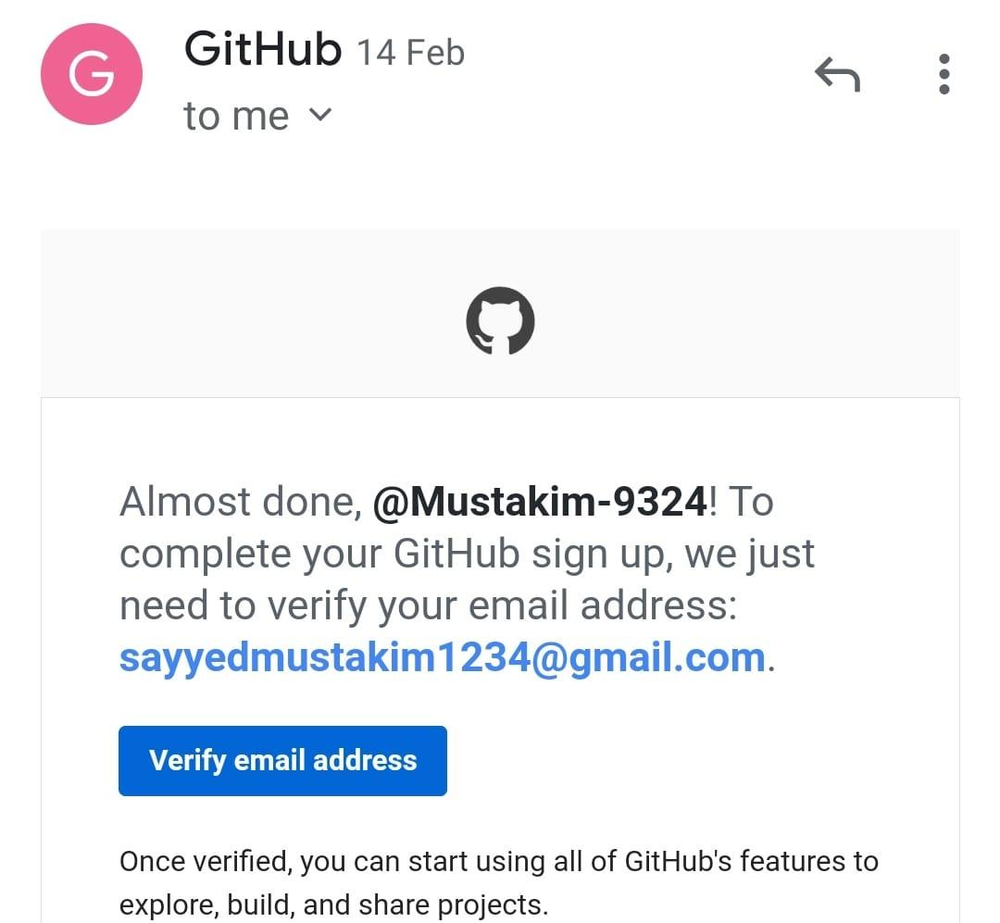 G
GitHub 14 Feb
to me
Almost done, @Mustakim-9324! To
complete your GitHub sign up, we just
need to verify your email address:
sayyedmustakim1234@gmail.com.
Verify email address
Once verified, you can start using all of GitHub's features to
explore, build, and share projects.